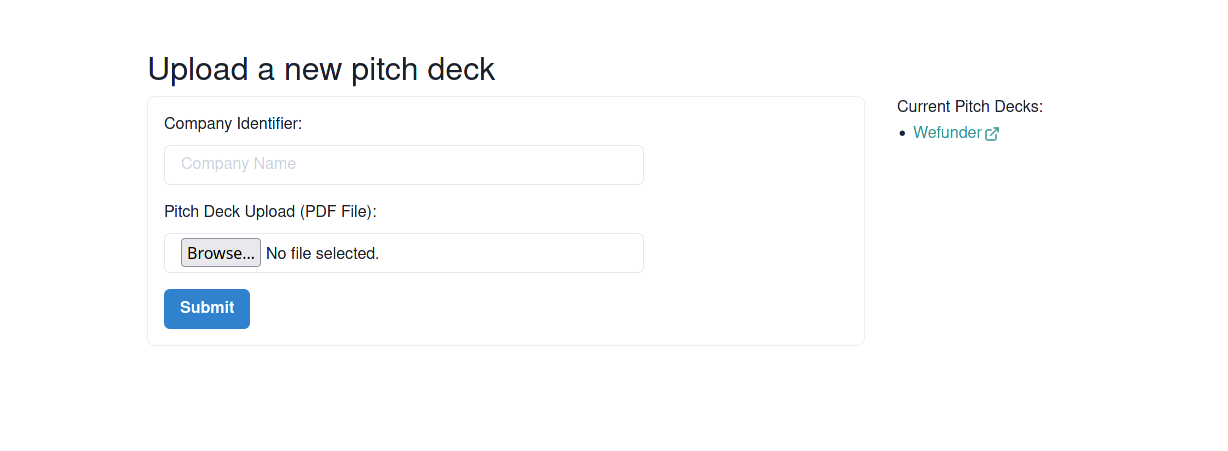 Upload a new pitch deck
Company Identifier:
Company Name
Pitch Deck Upload (PDF File):
Browse... No file selected.
Submit
Current Pitch Decks:
• Wefunder